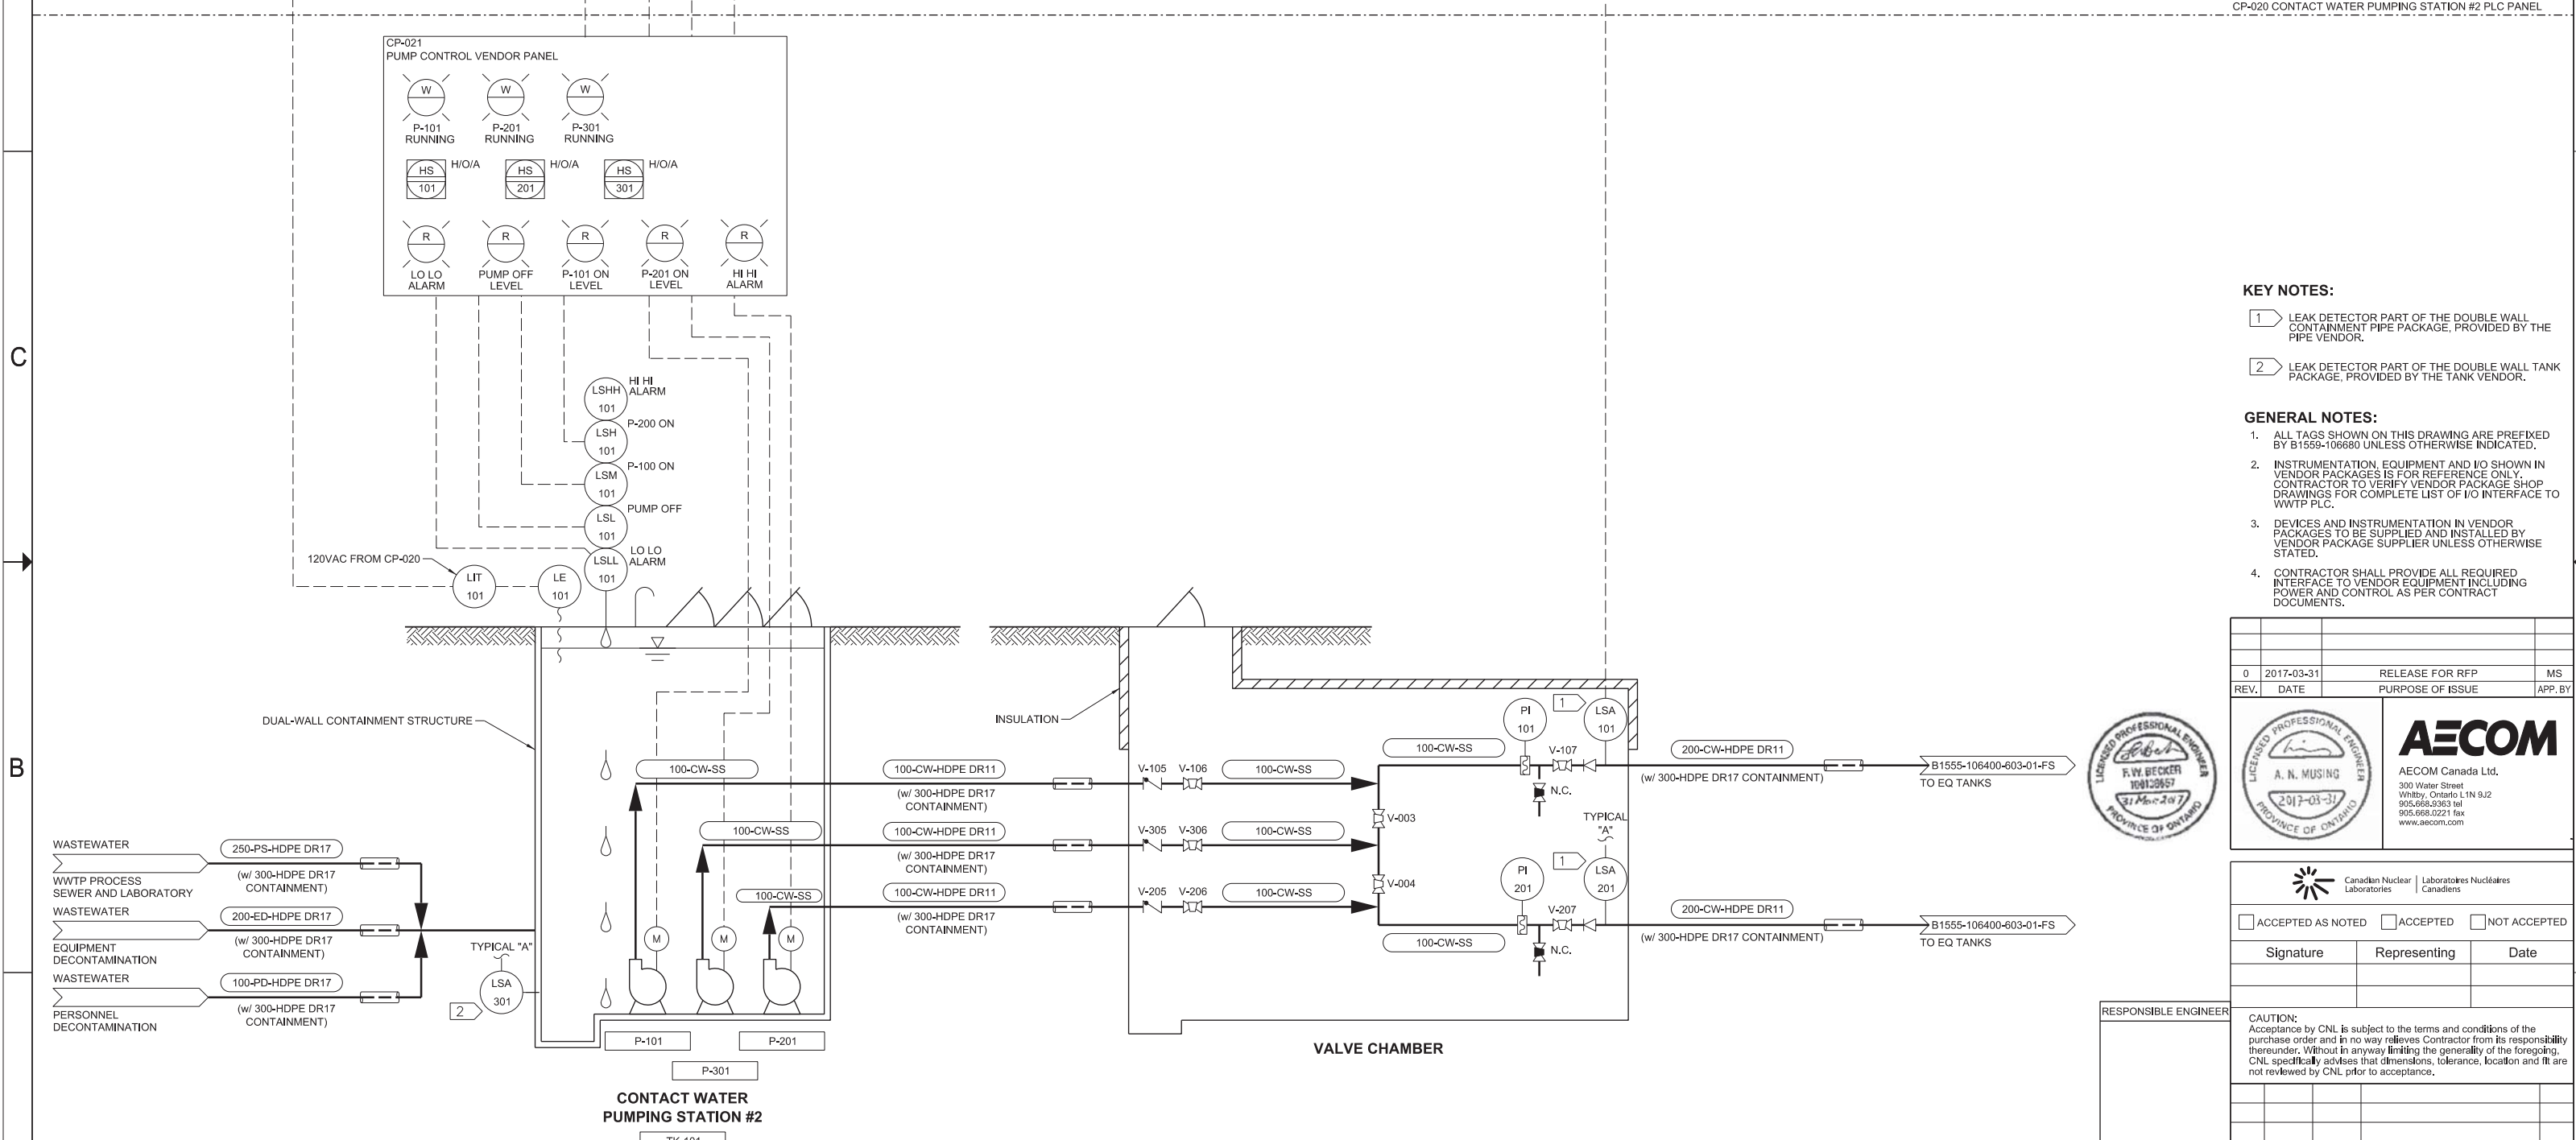 CP-020 CONTACT WATER PUMPING STATION #2 PLC PANEL
CP-021
PUMP CONTROL VENDOR PANEL
W
W
W
P-101
RUNNING
P-201
RUNNING
P-301
RUNNING
HS
101
H/O/A
HS
201
H/O/A
HS
301
H/O/A
R
R
R
R
R
LO LO
ALARM
PUMP OFF
LEVEL
P-101 ON
LEVEL
P-201 ON
LEVEL
HI HI
ALARM
C
B
LSHH
101
HI HI
ALARM
LSH
101
P-200 ON
LSM
101
P-100 ON
LSL
101
PUMP OFF
LSLL
101
LO LO
ALARM
120VAC FROM CP-020
LIT
101
LE
101
DUAL-WALL CONTAINMENT STRUCTURE
INSULATION
WASTEWATER
WWTP PROCESS
SEWER AND LABORATORY
250-PS-HDPE DR17
(w/ 300-HDPE DR17
CONTAINMENT)
WASTEWATER
EQUIPMENT
DECONTAMINATION
200-ED-HDPE DR17
(w/ 300-HDPE DR17
CONTAINMENT)
WASTEWATER
PERSONNEL
DECONTAMINATION
100-PD-HDPE DR17
(w/ 300-HDPE DR17
CONTAINMENT)
TYPICAL "A"
LSA
301
2
100-CW-SS
100-CW-SS
100-CW-SS
M
M
M
P-101
P-201
P-301
CONTACT WATER
PUMPING STATION #2
100-CW-HDPE DR11
(w/ 300-HDPE DR17
CONTAINMENT)
100-CW-HDPE DR11
(w/ 300-HDPE DR17
CONTAINMENT)
100-CW-HDPE DR11
(w/ 300-HDPE DR17
CONTAINMENT)
V-105
V-106
100-CW-SS
V-305
V-306
100-CW-SS
V-205
V-206
100-CW-SS
100-CW-SS
V-003
V-004
100-CW-SS
PI
101
1
LSA
101
V-107
N.C.
TYPICAL
"A"
PI
201
1
LSA
201
V-207
N.C.
200-CW-HDPE DR11
(w/ 300-HDPE DR17 CONTAINMENT)
B1555-106400-603-01-FS
TO EQ TANKS
200-CW-HDPE DR11
(w/ 300-HDPE DR17 CONTAINMENT)
B1555-106400-603-01-FS
TO EQ TANKS
VALVE CHAMBER
KEY NOTES:
1 LEAK DETECTOR PART OF THE DOUBLE WALL
CONTAINMENT PIPE PACKAGE, PROVIDED BY THE
PIPE VENDOR.
2 LEAK DETECTOR PART OF THE DOUBLE WALL TANK
PACKAGE, PROVIDED BY THE TANK VENDOR.
GENERAL NOTES:
1. ALL TAGS SHOWN ON THIS DRAWING ARE PREFIXED
BY B1559-106680 UNLESS OTHERWISE INDICATED.
2. INSTRUMENTATION, EQUIPMENT AND I/O SHOWN IN
VENDOR PACKAGES IS FOR REFERENCE ONLY.
CONTRACTOR TO VERIFY VENDOR PACKAGE SHOP
DRAWINGS FOR COMPLETE LIST OF I/O INTERFACE TO
WWTP PLC.
3. DEVICES AND INSTRUMENTATION IN VENDOR
PACKAGES TO BE SUPPLIED AND INSTALLED BY
VENDOR PACKAGE SUPPLIER UNLESS OTHERWISE
STATED.
4. CONTRACTOR SHALL PROVIDE ALL REQUIRED
INTERFACE TO VENDOR EQUIPMENT INCLUDING
POWER AND CONTROL AS PER CONTRACT
DOCUMENTS.
0 2017-03-31 RELEASE FOR RFP MS
REV. DATE PURPOSE OF ISSUE APP. BY
LICENSED PROFESSIONAL ENGINEER
F.W. BECKER
31 Mar 2017
PROVINCE OF ONTARIO
LICENSED PROFESSIONAL ENGINEER
A. N. MUSING
2017-03-31
PROVINCE OF ONTARIO
AECOM
AECOM Canada Ltd.
300 Water Street
Whitby, Ontario L1N 9J2
905.668.9363 tel
905.668.0221 fax
www.aecom.com
Canadian Nuclear Laboratories
Laboratoires Nucléaires Canadiens
ACCEPTED AS NOTED
ACCEPTED
NOT ACCEPTED
Signature Representing Date
RESPONSIBLE ENGINEER
CAUTION:
Acceptance by CNL is subject to the terms and conditions of the
purchase order and in no way relieves Contractor from its responsibility
thereunder. Without in anyway limiting the generality of the foregoing,
CNL specifically advises that dimensions, tolerance, location and fit are
not reviewed by CNL prior to acceptance.